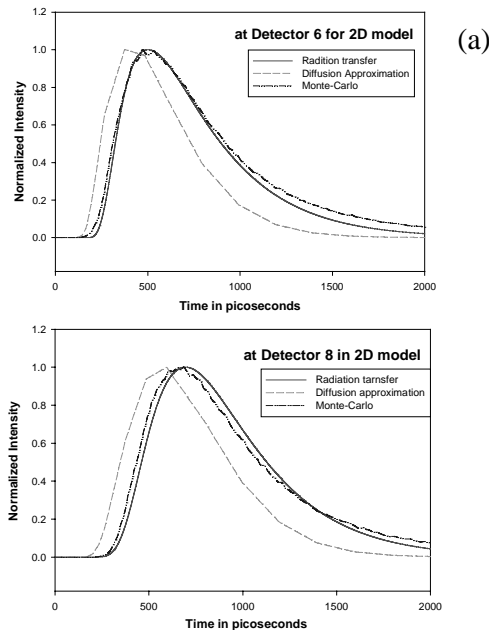 at Detector 6 for 2D model
(a)
Radition transfer
Diffusion Approximation
Monte-Carlo
Normalized Intensity
1.2
1.0
0.8
0.6
0.4
0.2
0.0
0 500 1000 1500 2000
Time in picoseconds
at Detector 8 in 2D model
Radiation tarnsfer
Diffusion approximation
Monte-Carlo
Normalized Intensity
1.2
1.0
0.8
0.6
0.4
0.2
0.0
0 500 1000 1500 2000
Time in picoseconds